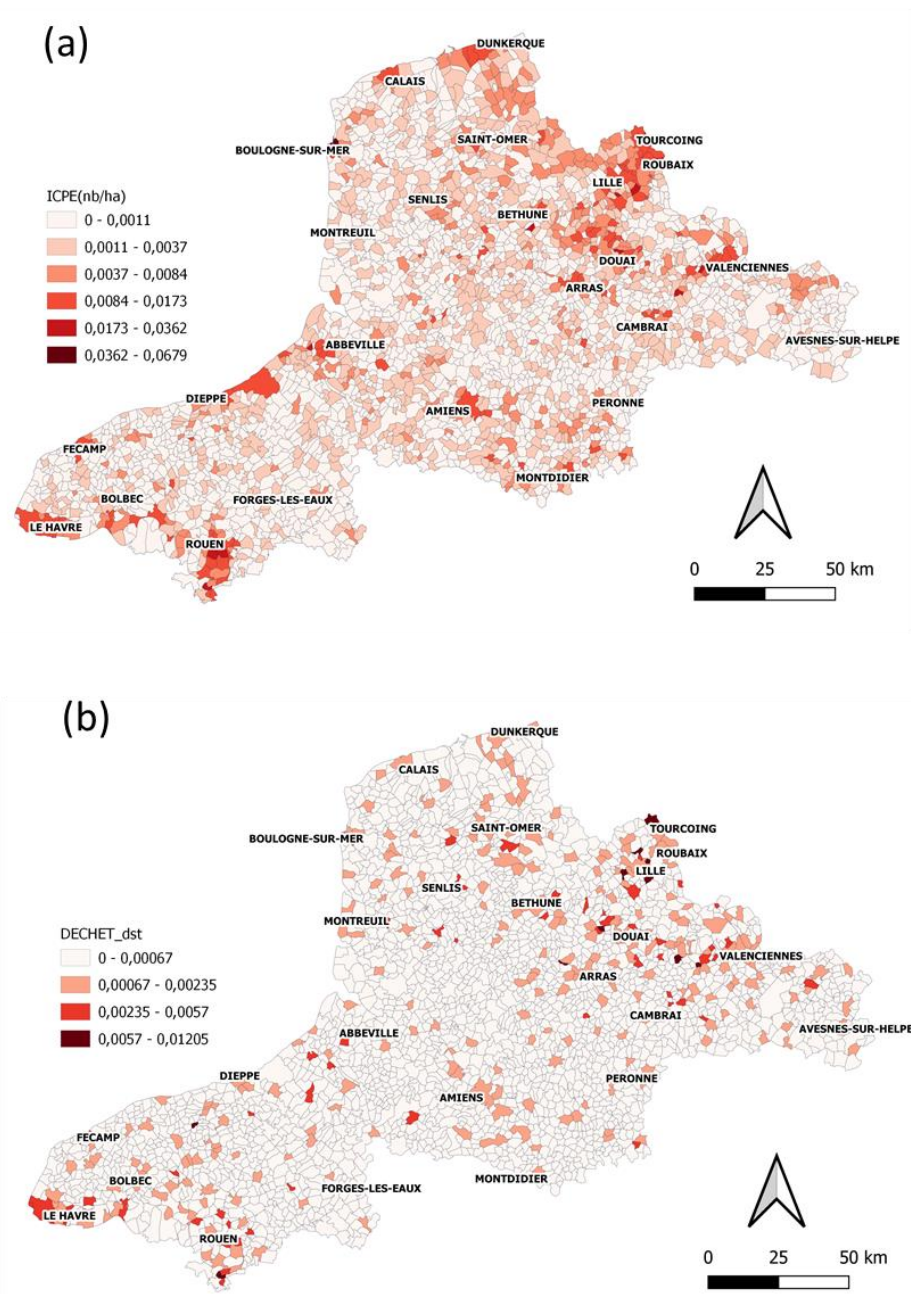 (a)
DUNKERQUE
CALAIS
SAINT-OMER
TOURCOING
BOULOGNE-SUR-MER
ROUBAIX
LILLE
ICPE(nb/ha)
SENLIS
0 - 0,0011
BETHUNE
MONTREUIL
0,0011 - 0,0037
DOUAI
VALENCIENNES
0,0037 - 0,0084
ARRAS
0,0084 - 0,0173
0,0173 - 0,0362
CAMBRAI
AVESNES-SUR-HELPE
ABBEVILLE
0,0362 - 0,0679
DIEPPE
PERONNE
AMIENS
FECAMP
MONTDIDIER
BOLBEC
FORGES-LES-EAUX
LE HAVRE
ROUEN
0 25 50 km
(b)
DUNKERQUE
CALAIS
SAINT-OMER
TOURCOING
BOULOGNE-SUR-MER
ROUBAIX
LILLE
SENLIS
BETHUNE
MONTREUIL
DECHET_dst
DOUAI
0 - 0,00067
VALENCIENNES
0,00067 - 0,00235
ARRAS
0,00235 - 0,0057
CAMBRAI
AVESNES-SUR-HELPE
ABBEVILLE
0,0057 - 0,01205
DIEPPE
PERONNE
AMIENS
FECAMP
MONTDIDIER
BOLBEC
FORGES-LES-EAUX
LE HAVRE
ROUEN
0 25 50 km